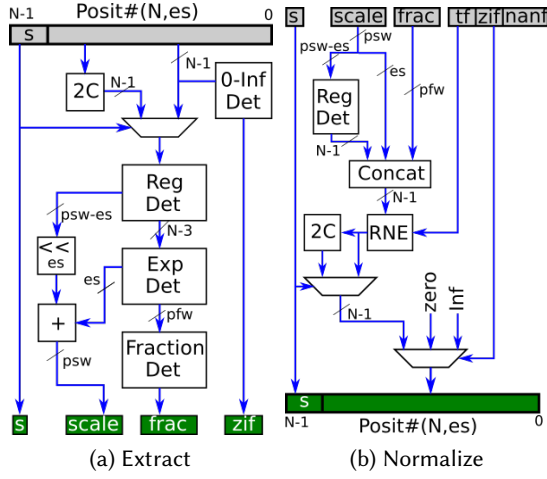 Posit#(N,es)
N-1
0
s
N-1
2C
0-Inf
Det
Reg
Det
psw-es
N-3
<<
es
es
Exp
Det
+
pfw
psw
Fraction
Det
s
scale
frac
zif
(a) Extract
s
scale
frac
tf
zif
nanf
psw
psw-es
es
Reg
Det
pfw
N-1
Concat
N-1
2C
RNE
zero
Inf
N-1
s
N-1
Posit#(N,es)
0
(b) Normalize